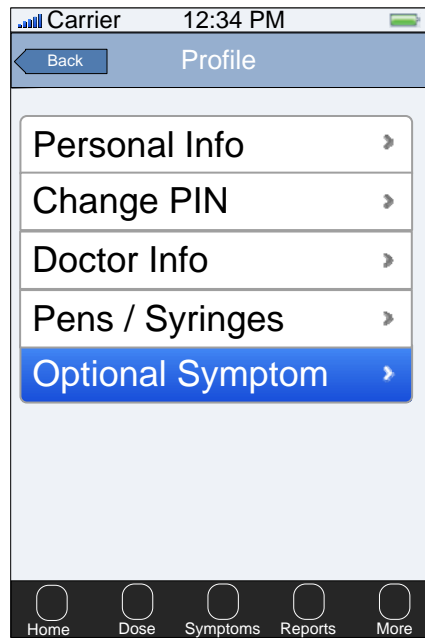 Carrier 12:34 PM
Back Profile
Personal Info
Change PIN
Doctor Info
Pens / Syringes
Optional Symptom
Home Dose Symptoms Reports More